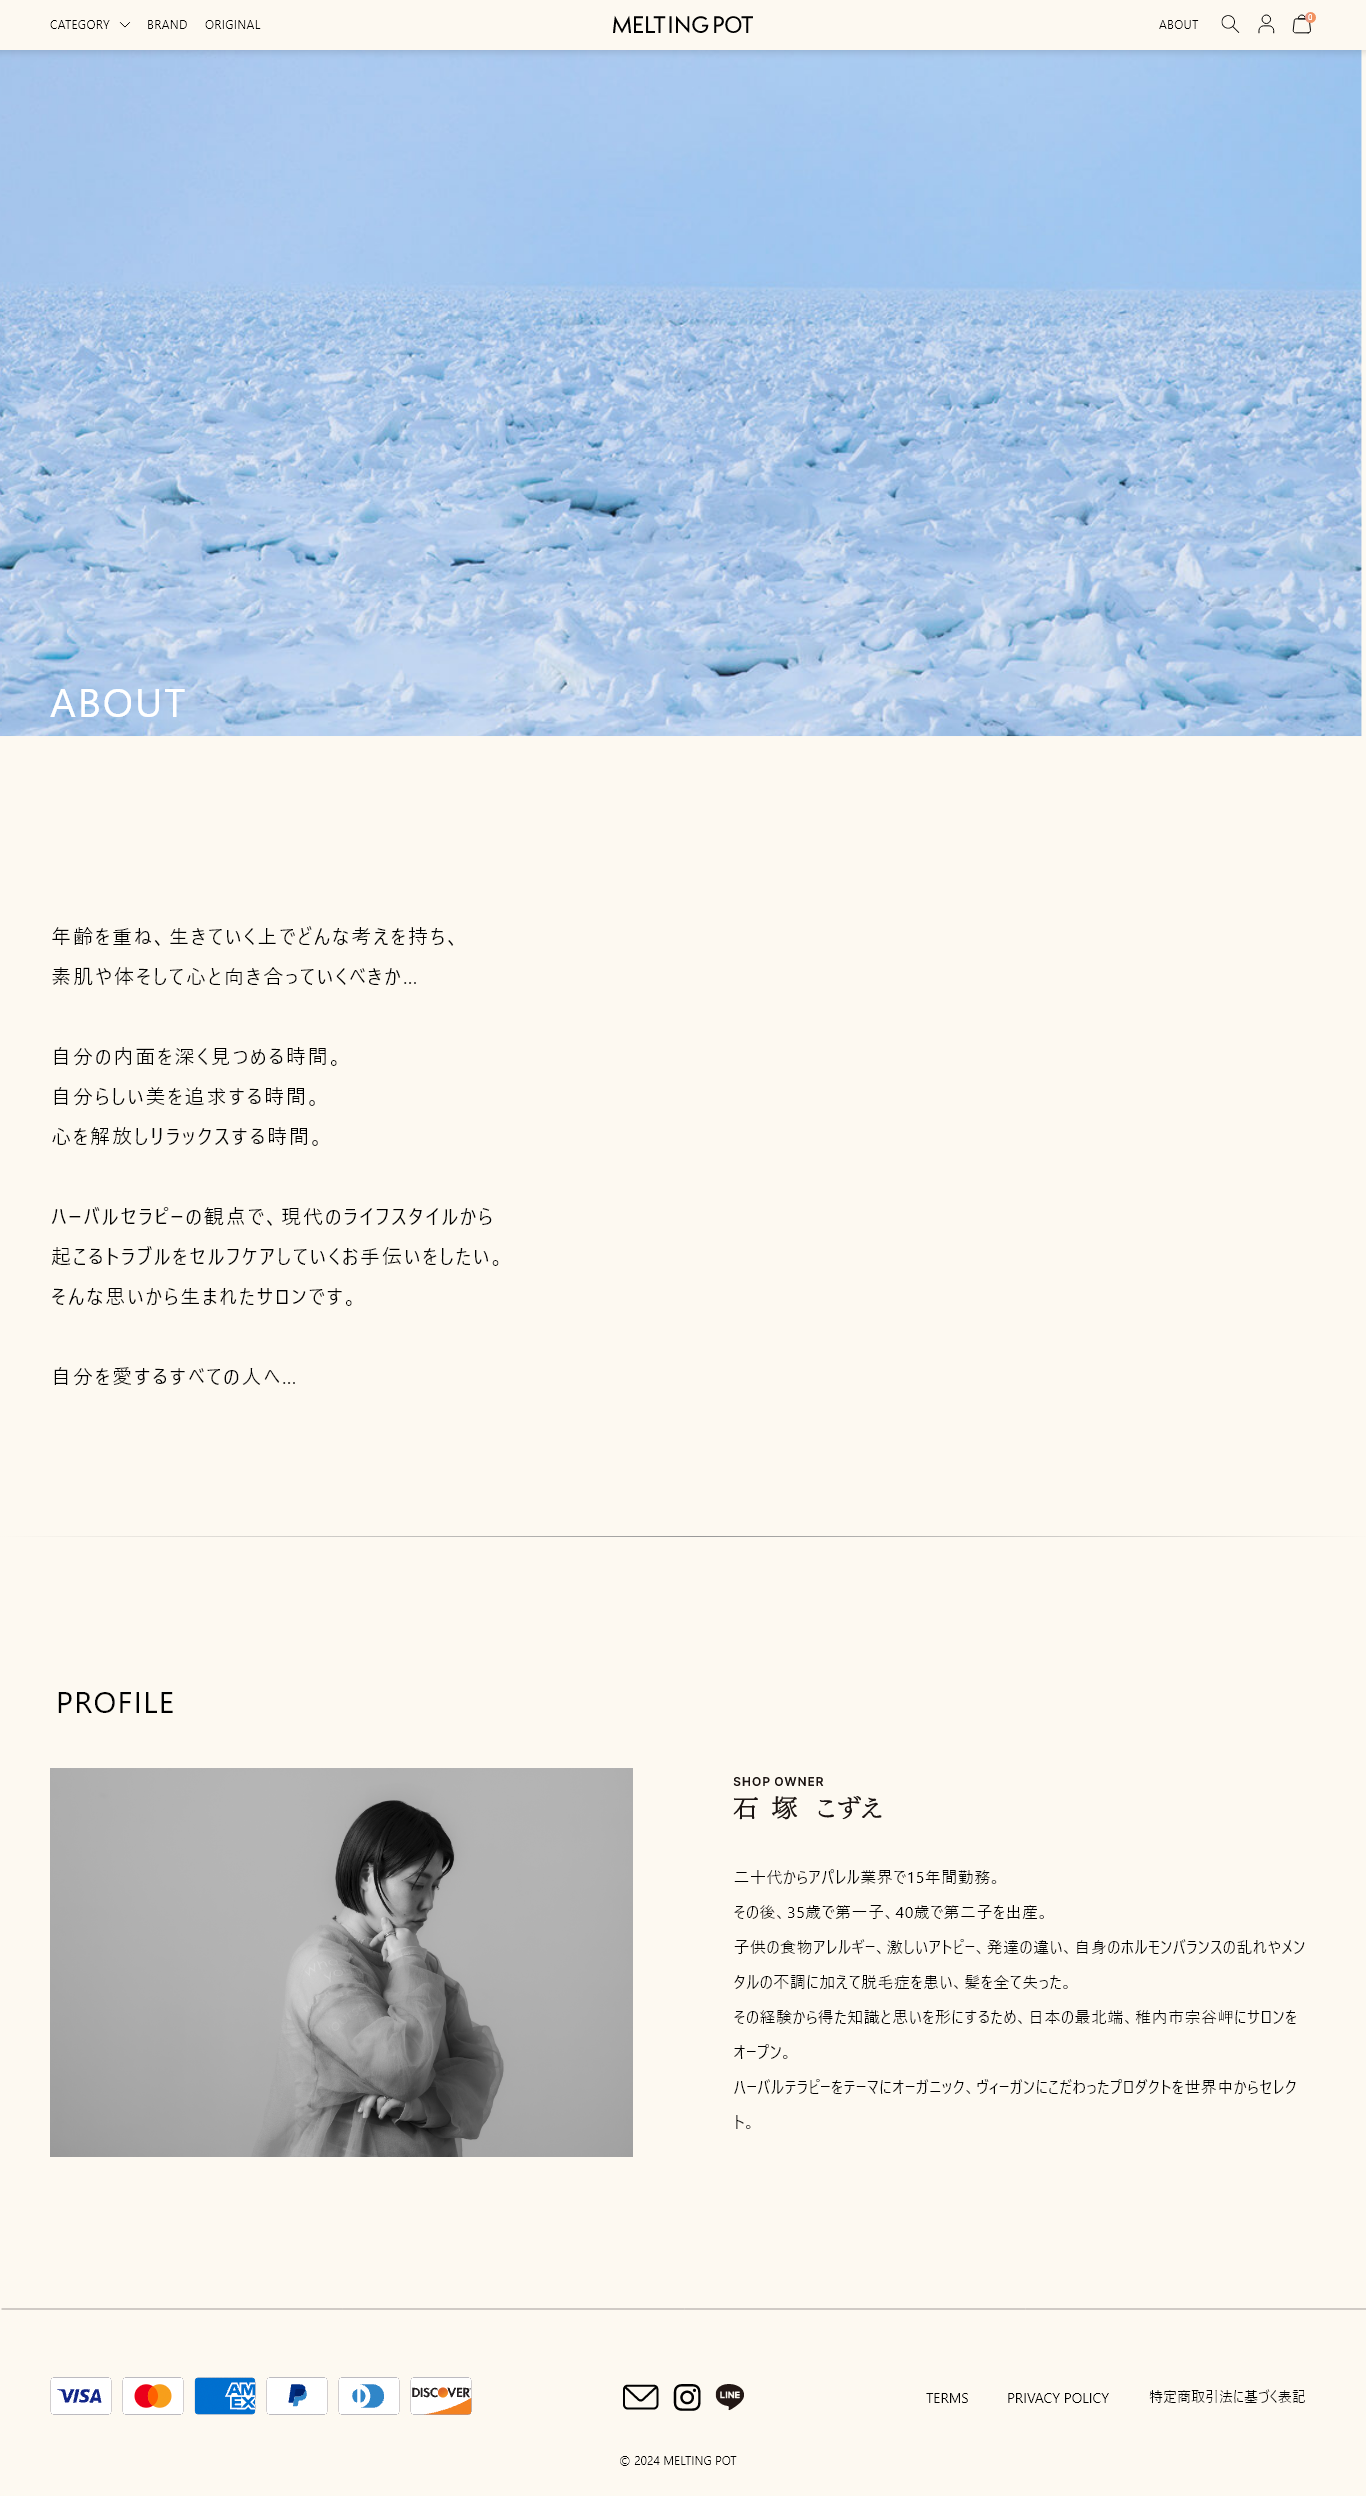 CATEGORY BRAND ORIGINAL MELTING POT ABOUT 0
ABOUT
年齢を重ね、生きていく上でどんな考えを持ち、
素肌や体そして心と向き合っていくべきか...
自分の内面を深く見つめる時間。
自分らしい美を追求する時間。
心を解放しリラックスする時間。
ハーバルセラピーの観点で、現代のライフスタイルから
起こるトラブルをセルフケアしていくお手伝いをしたい。
そんな思いから生まれたサロンです。
自分を愛するすべての人へ...
PROFILE
SHOP OWNER
石 塚 こずえ
二十代からアパレル業界で15年間勤務。
その後、35歳で第一子、40歳で第二子を出産。
子供の食物アレルギー、激しいアトピー、発達の違い、自身のホルモンバランスの乱れやメン
タルの不調に加えて脱毛症を患い、髪を全て失った。
その経験から得た知識と思いを形にするため、日本の最北端、稚内市宗谷岬にサロンを
オープン。
ハーバルテラピーをテーマにオーガニック、ヴィーガンにこだわったプロダクトを世界中からセレク
ト。
VISA AMEX DISCOVER LINE TERMS PRIVACY POLICY 特定商取引法に基づく表記
© 2024 MELTING POT